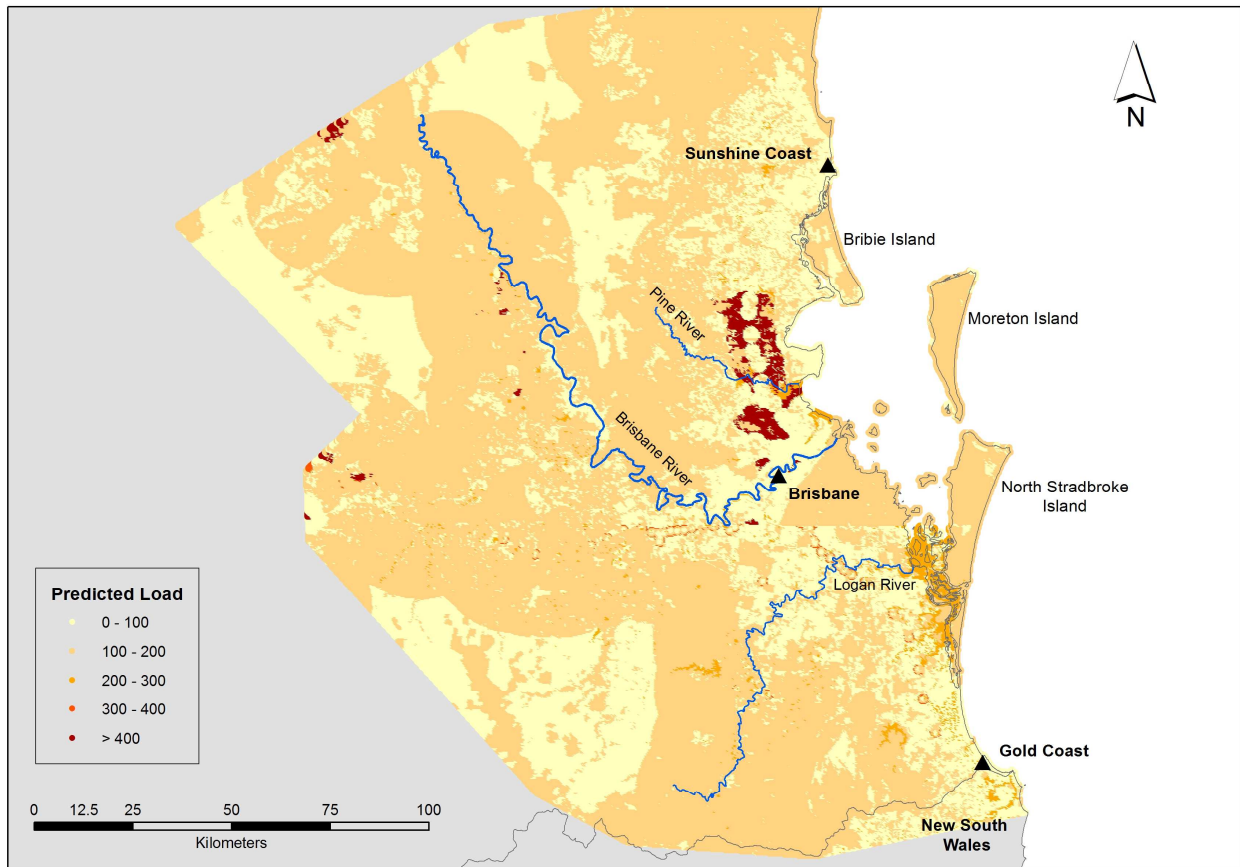 N
Sunshine Coast
Bribie Island
Pine River
Moreton Island
Brisbane River
Brisbane
North Stradbroke
Island
Logan River
Predicted Load
0 - 100
100 - 200
200 - 300
300 - 400
> 400
Gold Coast
New South
Wales
0 12.5 25 50 75 100
Kilometers